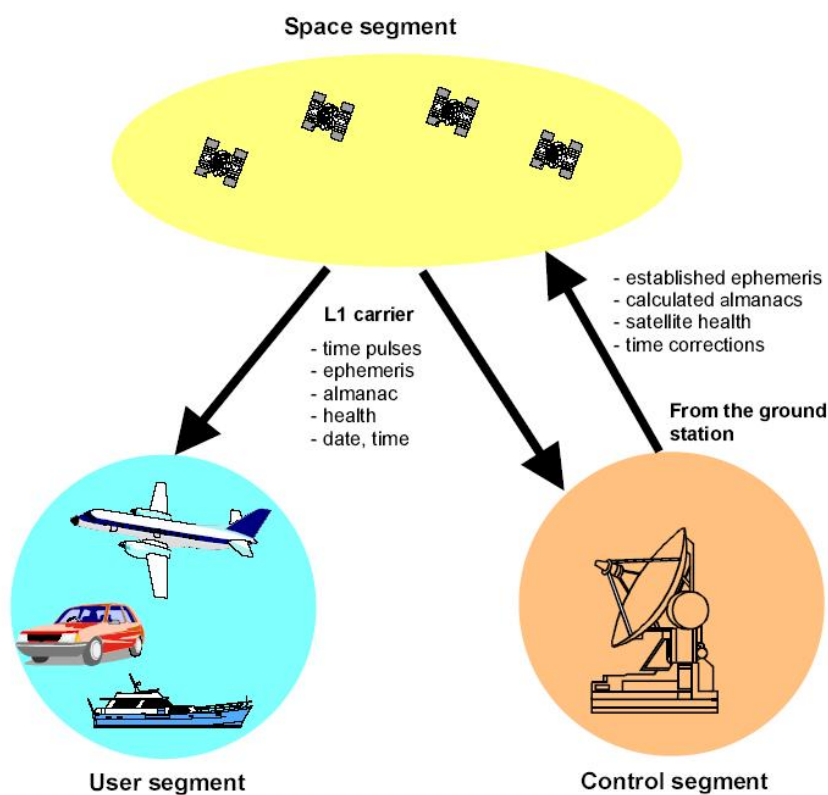 Space segment
L1 carrier
- time pulses
- ephemeris
- almanac
- health
- date, time
- established ephemeris
- calculated almanacs
- satellite health
- time corrections
From the ground
station
User segment
Control segment